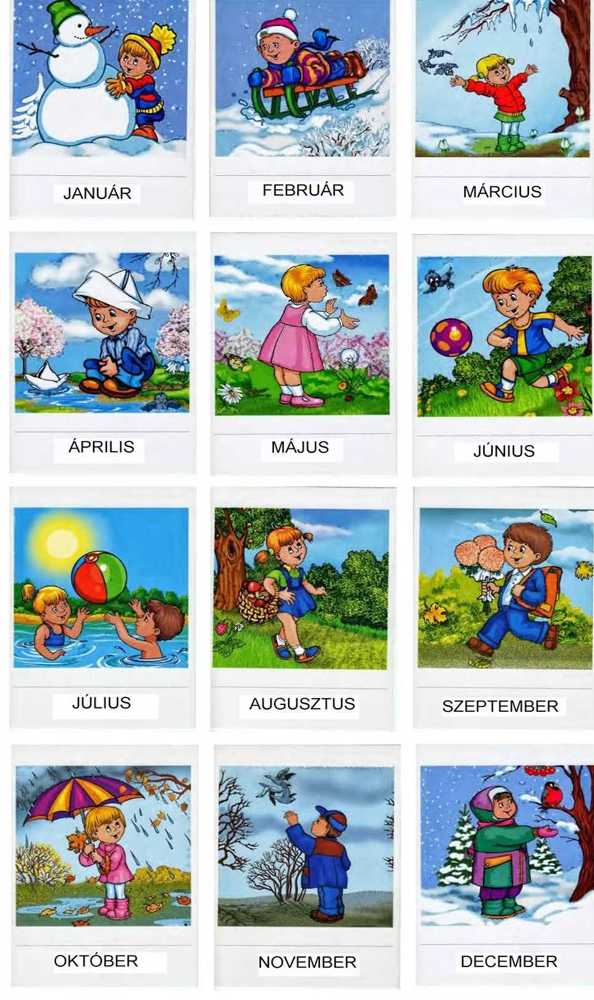 JANUÁR
FEBRUÁR
MÁRCIUS
ÁPRILIS
MÁJUS
JÚNIUS
JÚLIUS
AUGUSZTUS
SZEPTEMBER
OKTÓBER
NOVEMBER
DECEMBER